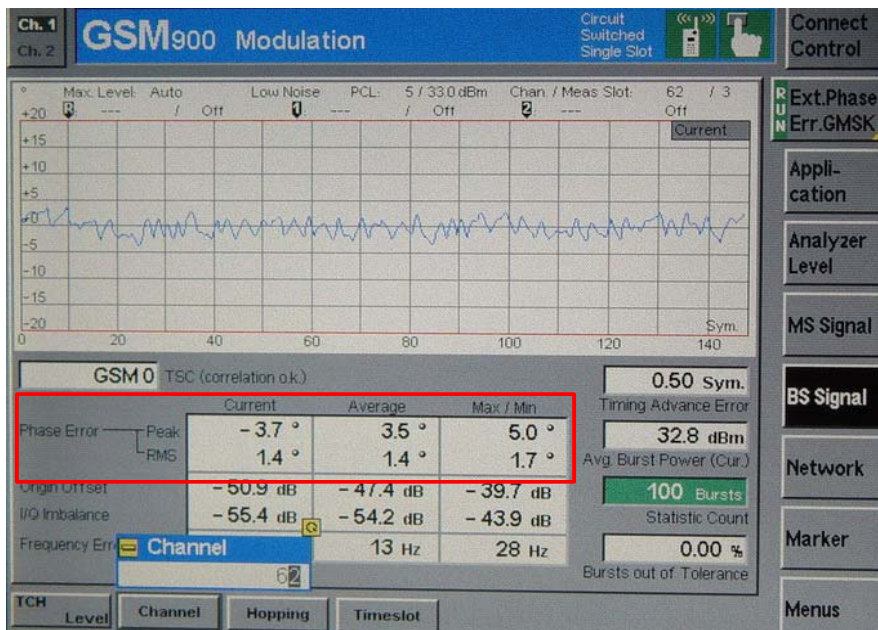 Ch. 1
Ch. 2
GSM900 Modulation
Circuit
Switched
Single Slot
Connect
Control
° Max. Level: Auto Low Noise PCL: 5 / 33.0 dBm Chan. / Meas Slot: 62 / 3
--- / Off 1 --- / Off 2 --- Off
Current
+20
+15
+10
+5
+0
-5
-10
-15
-20
0 20 40 60 80 100 120 140
Sym.
RUN
Ext.Phase
Err.GMSK
Appli-
cation
Analyzer
Level
MS Signal
BS Signal
Network
Marker
Menus
GSM 0 TSC (correlation o.k.)
Current Average Max / Min
Phase Error Peak - 3.7 ° 3.5 ° 5.0 °
RMS 1.4 ° 1.4 ° 1.7 °
Origin Offset - 50.9 dB - 47.4 dB - 39.7 dB
I/Q Imbalance - 55.4 dB - 54.2 dB - 43.9 dB
Frequency Err 13 Hz 28 Hz
0.50 Sym.
Timing Advance Error
32.8 dBm
Avg. Burst Power (Cur.)
100 Bursts
Statistic Count
0.00 %
Bursts out of Tolerance
Channel
62
TCH
Level
Channel
Hopping
Timeslot